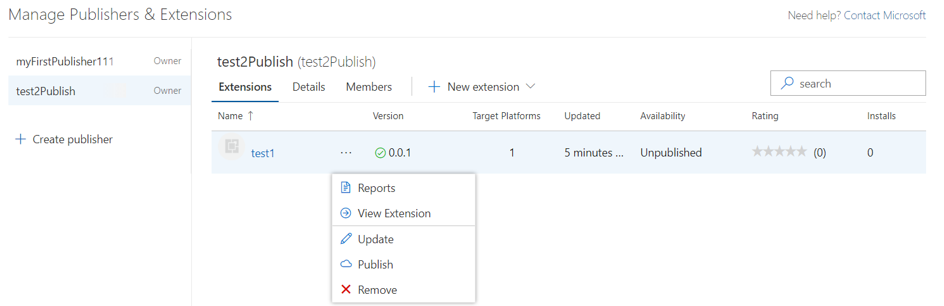 Manage Publishers & Extensions
Need help? Contact Microsoft
myFirstPublisher111 Owner
test2Publish Owner
Create publisher
test2Publish (test2Publish)
Extensions Details Members New extension
search
Name ↑ Version Target Platforms Updated Availability Rating Installs
test1 ... 0.0.1 1 5 minutes ... Unpublished (0) 0
Reports
View Extension
Update
Publish
Remove